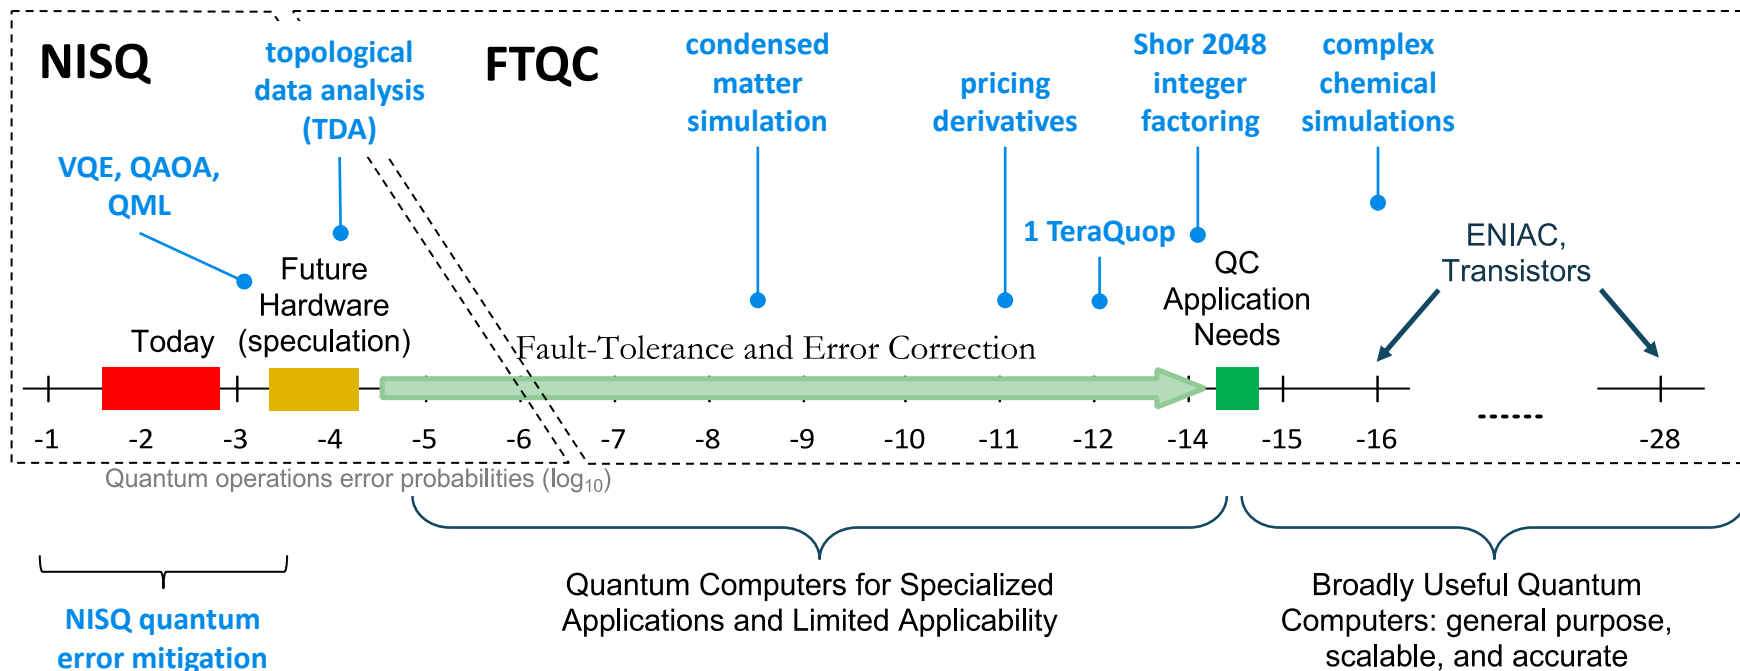 NISQ
topological
data analysis
(TDA)
FTQC
condensed
matter
simulation
pricing
derivatives
Shor 2048
integer
factoring
complex
chemical
simulations
VQE, QAOA,
QML
1 TeraQuop
ENIAC,
Transistors
Future
Hardware
(speculation)
QC
Application
Needs
Today
Fault-Tolerance and Error Correction
-1 -2 -3 -4 -5 -6 -7 -8 -9 -10 -11 -12 -14 -15 -16 -28
Quantum operations error probabilities (log10)
Quantum Computers for Specialized
Applications and Limited Applicability
Broadly Useful Quantum
Computers: general purpose,
scalable, and accurate
NISQ quantum
error mitigation